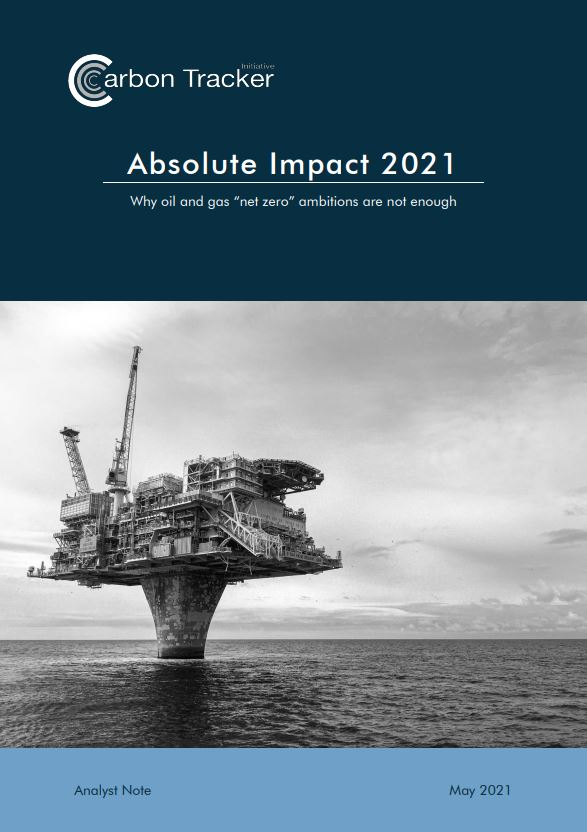 Initiative
Carbon Tracker
Absolute Impact 2021
Why oil and gas “net zero” ambitions are not enough
Analyst Note
May 2021